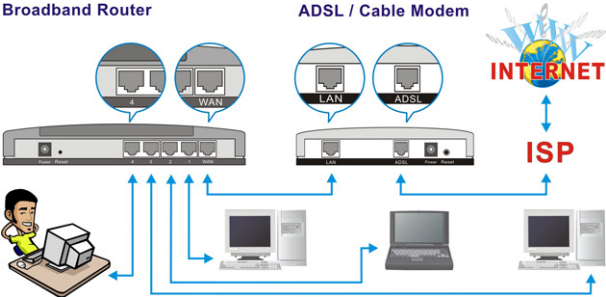 Broadband Router
ADSL / Cable Modem
WWW
INTERNET
4
WAN
LAN
ADSL
Power Reset
4 3 2 1 WAN
LAN
ADSL
Power Reset
ISP